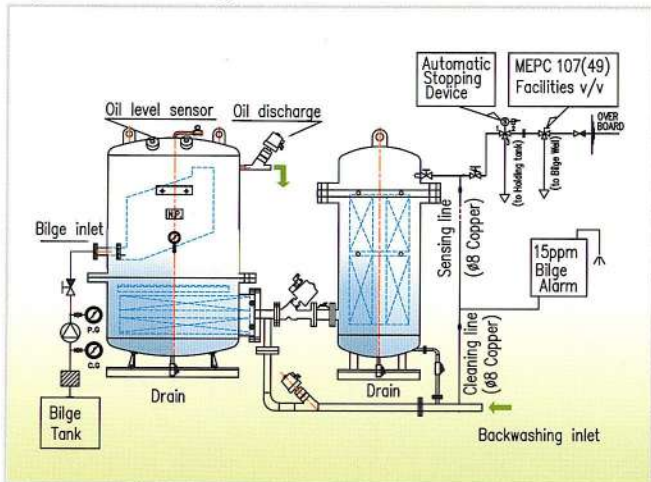 Automatic
Stopping
Device
MEPC 107(49)
Facilities v/v
Oil level sensor
Oil discharge
OVER
BOARD
(to Holding tank)
(to Bilge Well)
N.P
Bilge inlet
Sensing line
(ø8 Copper)
15ppm
Bilge
Alarm
P.G
C.G
Cleaning line
(ø8 Copper)
Drain
Drain
Bilge
Tank
Backwashing inlet